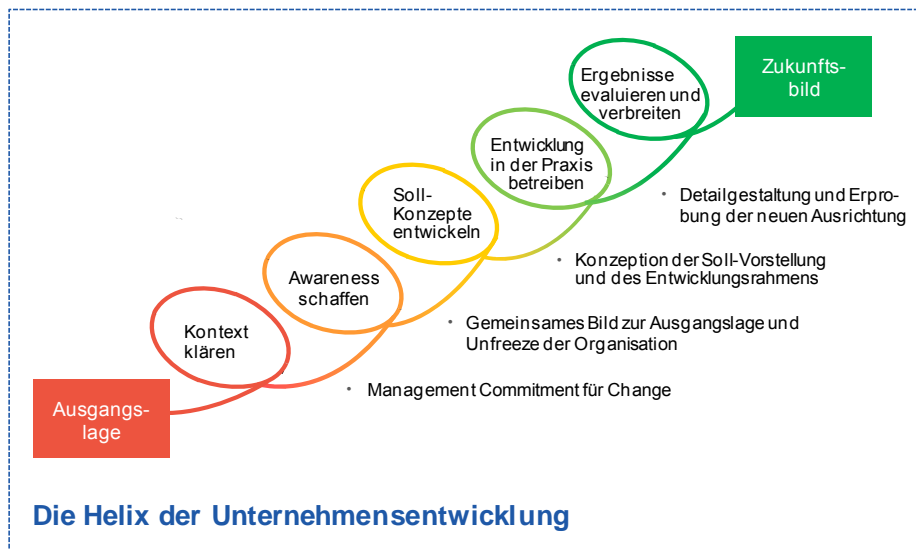 Ergebnisse
evaluieren und
verbreiten
Zukunfts-
bild
Entwicklung
in der Praxis
betreiben
Soll-
Konzepte
entwickeln
• Detailgestaltung und Erpro-
bung der neuen Ausrichtung
Awareness
schaffen
• Konzeption der Soll-Vorstellung
und des Entwicklungsrahmens
Kontext
klären
• Gemeinsames Bild zur Ausgangslage und
Unfreeze der Organisation
• Management Commitment für Change
Ausgangs-
lage
Die Helix der Unternehmensentwicklung